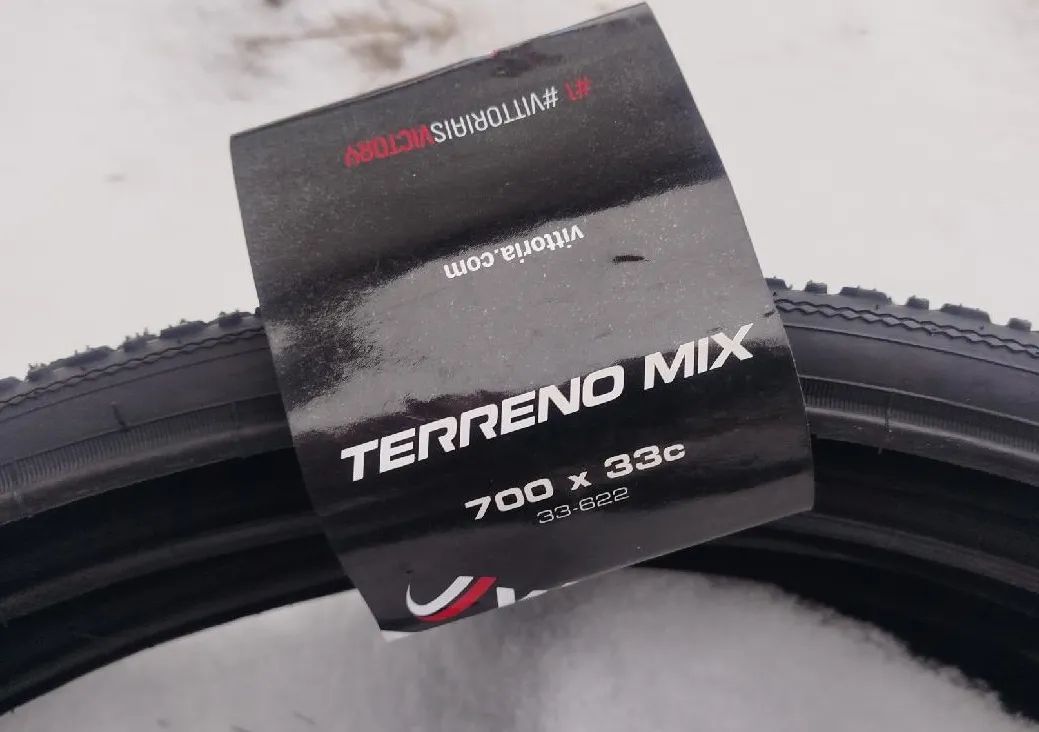 #1 #VITTORIAISVICTORY
vittoria.com
TERRENO MIX
700 x 33c
33-622